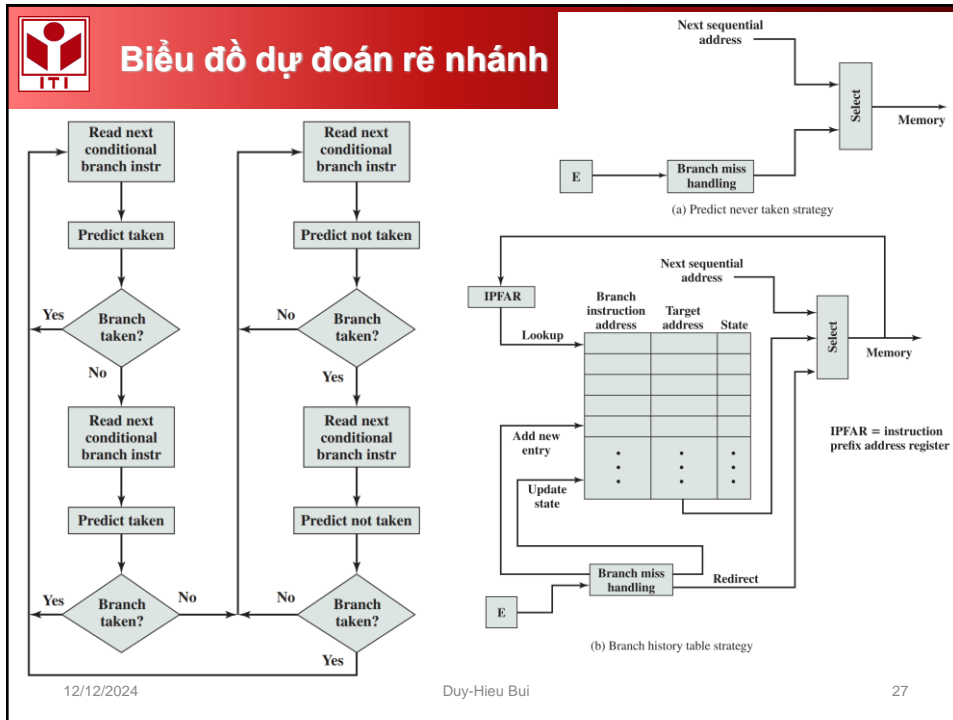 ITI
Biểu đồ dự đoán rẽ nhánh
Read next
conditional
branch instr
Predict taken
Yes
Branch
taken?
No
Read next
conditional
branch instr
Predict taken
Yes
Branch
taken?
No
Read next
conditional
branch instr
Predict not taken
No
Branch
taken?
Yes
Read next
conditional
branch instr
Predict not taken
No
Branch
taken?
Yes
Next sequential
address
Select
Memory
E
Branch miss
handling
(a) Predict never taken strategy
Next sequential
address
IPFAR
Lookup
Branch
instruction
address
Target
address
State
Select
Memory
Add new
entry
Update
state
IPFAR = instruction
prefix address register
Branch miss
handling
Redirect
E
(b) Branch history table strategy
12/12/2024
Duy-Hieu Bui
27